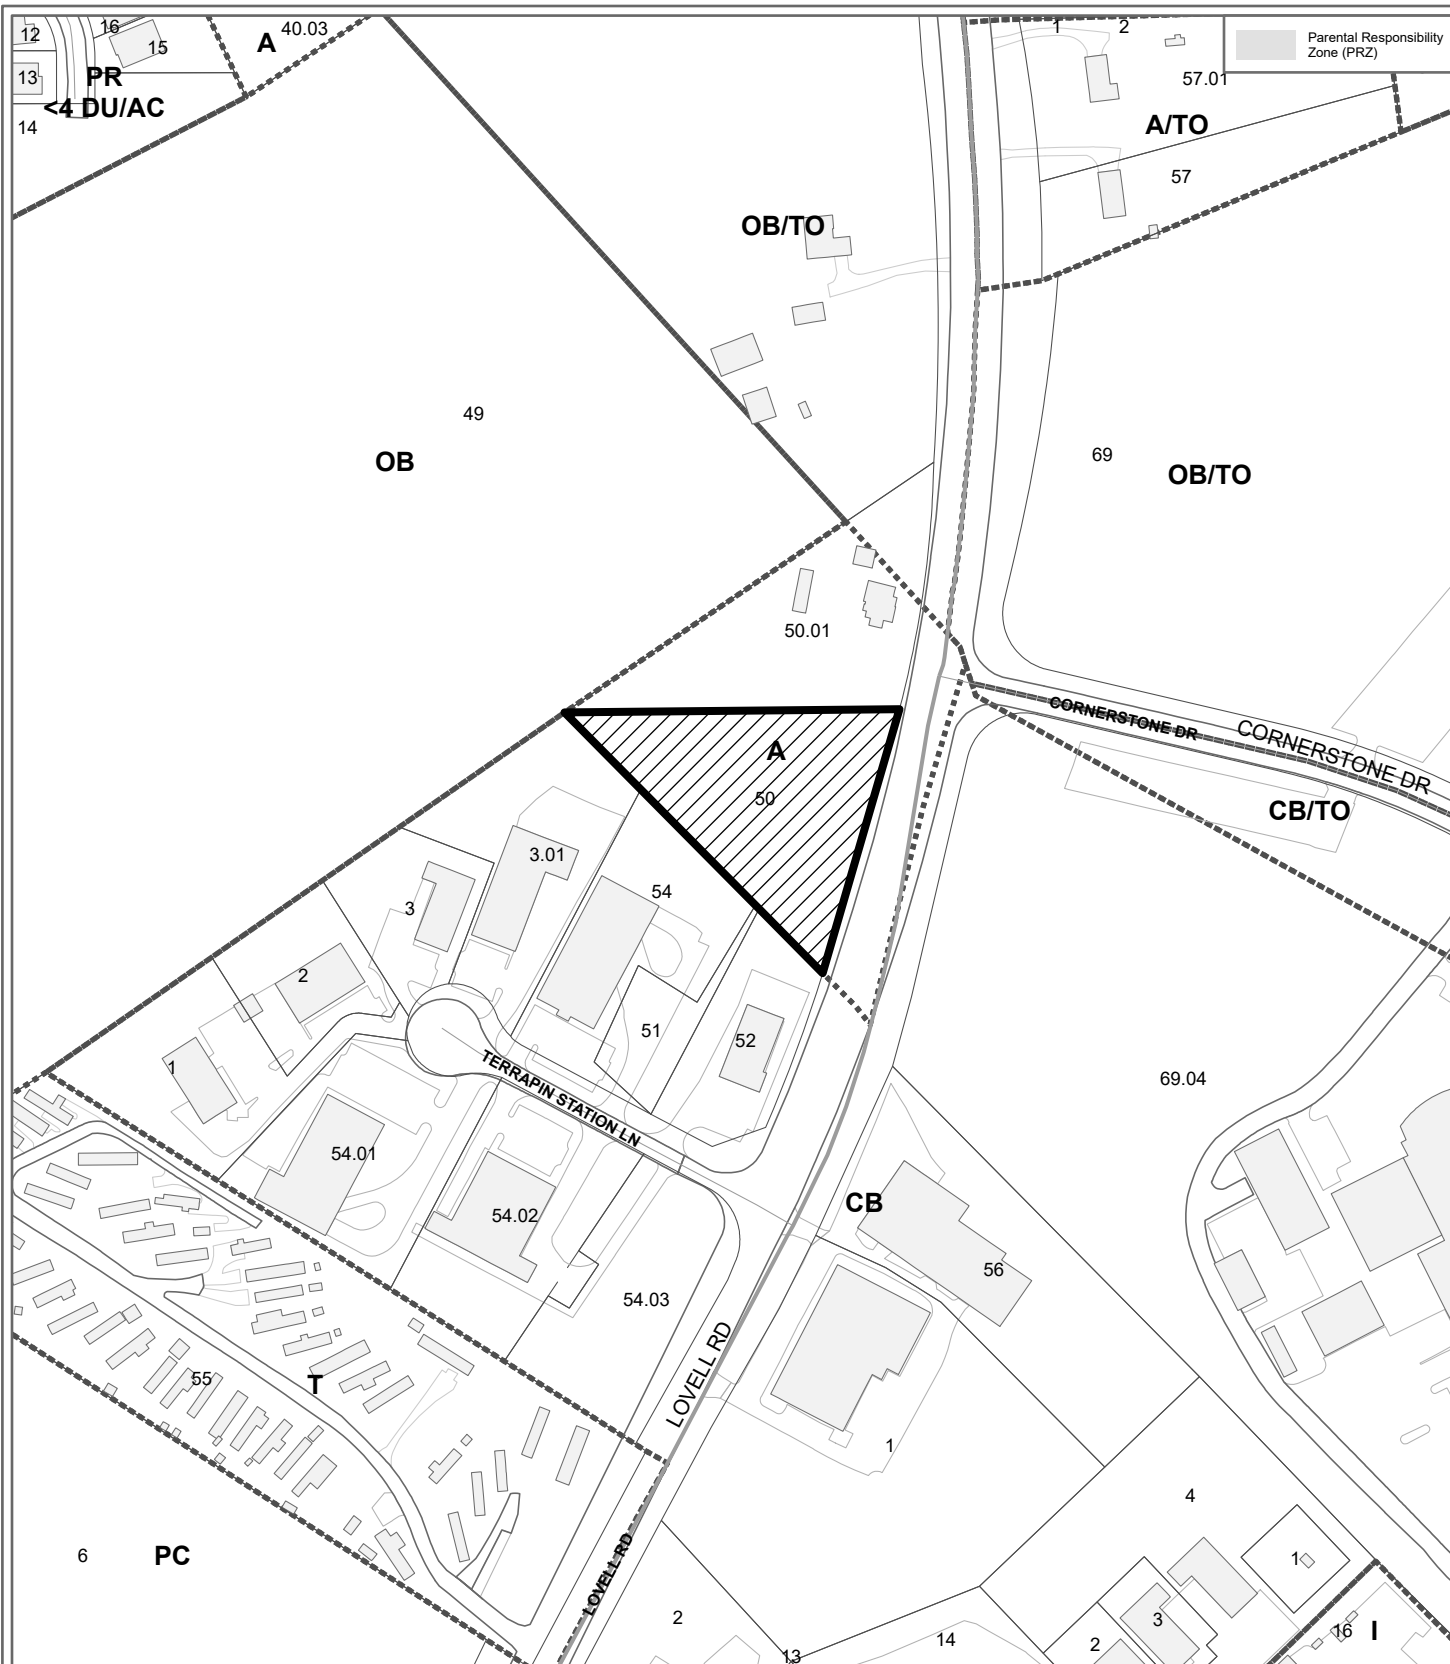 12
16
15
A
40.03
13
PR
<4 DU/AC
14
1
2
Parental Responsibility
Zone (PRZ)
57.01
A/TO
57
OB/TO
49
OB
69
OB/TO
50.01
CORNERSTONE DR
CORNERSTONE DR
A
50
CB/TO
3.01
54
3
2
51
52
1
TERRAPIN STATION LN
69.04
54.01
54.02
CB
56
54.03
LOVELL RD
55
T
1
4
6
PC
LOVELL RD
1
2
3
2
14
13
16
I